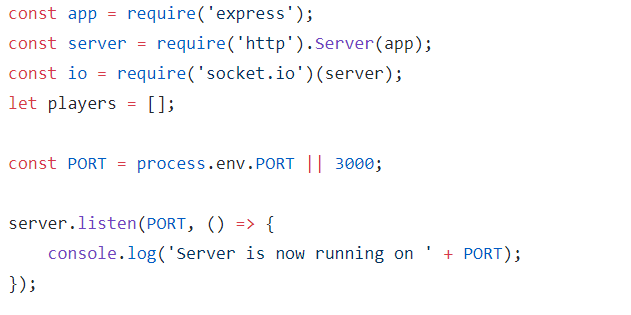 const app = require('express');
const server = require('http').Server(app);
const io = require('socket.io')(server);
let players = [];
const PORT = process.env.PORT || 3000;
server.listen(PORT, () => {
    console.log('Server is now running on ' + PORT);
});